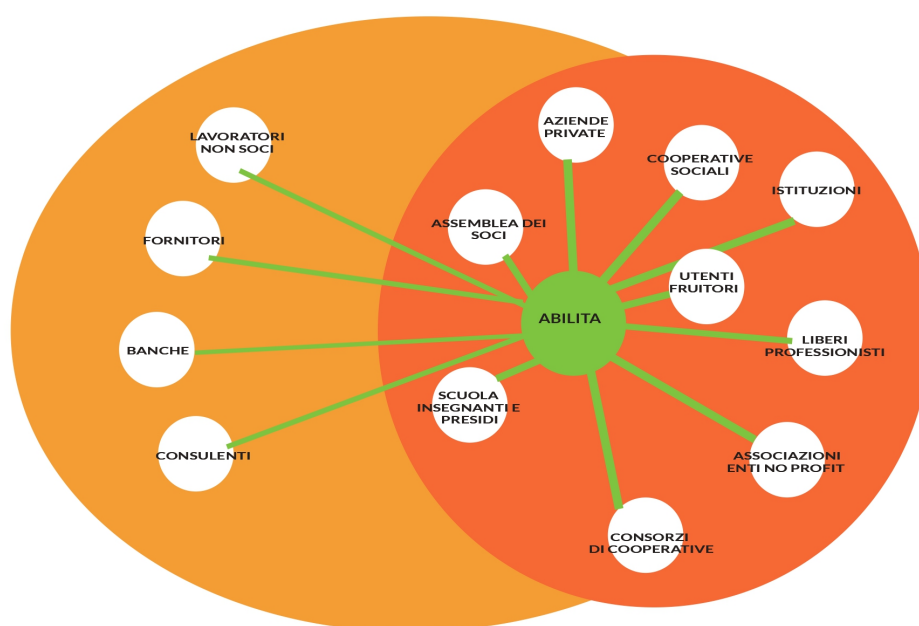 LAVORATORI
NON SOCI
FORNITORI
BANCHE
CONSULENTI
AZIENDE
PRIVATE
COOPERATIVE
SOCIALI
ISTITUZIONI
ASSEMBLEA DEI
SOCI
UTENTI
FRUITORI
ABILITA
LIBERI
PROFESSIONISTI
SCUOLA
INSEGNANTI E
PRESIDI
ASSOCIAZIONI
ENTI NO PROFIT
CONSORZI
DI COOPERATIVE